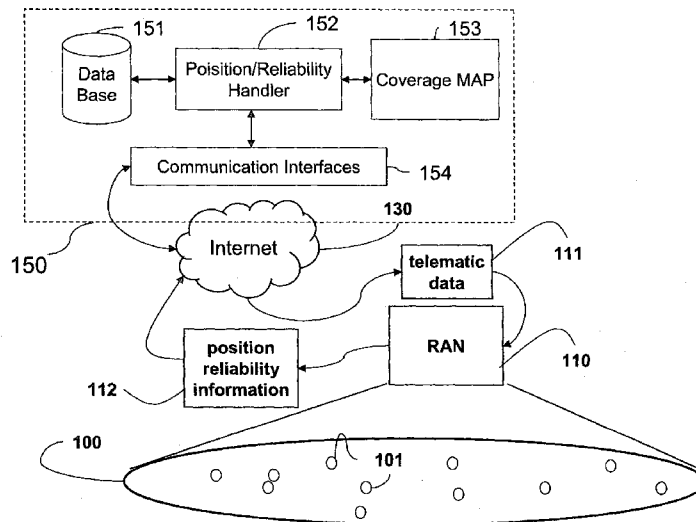 151
152
153
Data
Base
Poisition/Reliability
Handler
Coverage MAP
Communication Interfaces
154
130
150
Internet
telematic
data
111
RAN
110
position
reliability
information
112
100
101